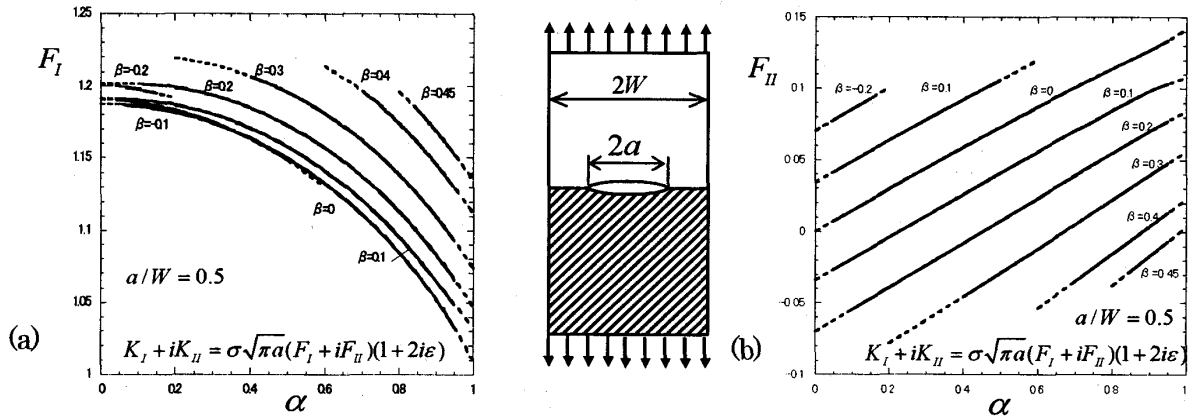 1.25
F_I
1.2
1.15
1.1
1.05
1
β=-0.2
β=0.2
β=0.3
β=0.4
β=0.45
β=-0.1
β=0
β=0.1
a/W = 0.5
K_I + iK_II = σ√πa(F_I + iF_II)(1 + 2iε)
0
0.2
0.4
0.6
0.8
1
α
(a)
2W
2a
(b)
0.15
F_II
0.1
0.05
0
-0.05
-0.1
β=-0.2
β=0.1
β=0
β=0.1
β=0.2
β=0.3
β=0.4
β=0.45
a/W = 0.5
K_I + iK_II = σ√πa(F_I + iF_II)(1 + 2iε)
0
0.2
0.4
0.6
0.8
1
α